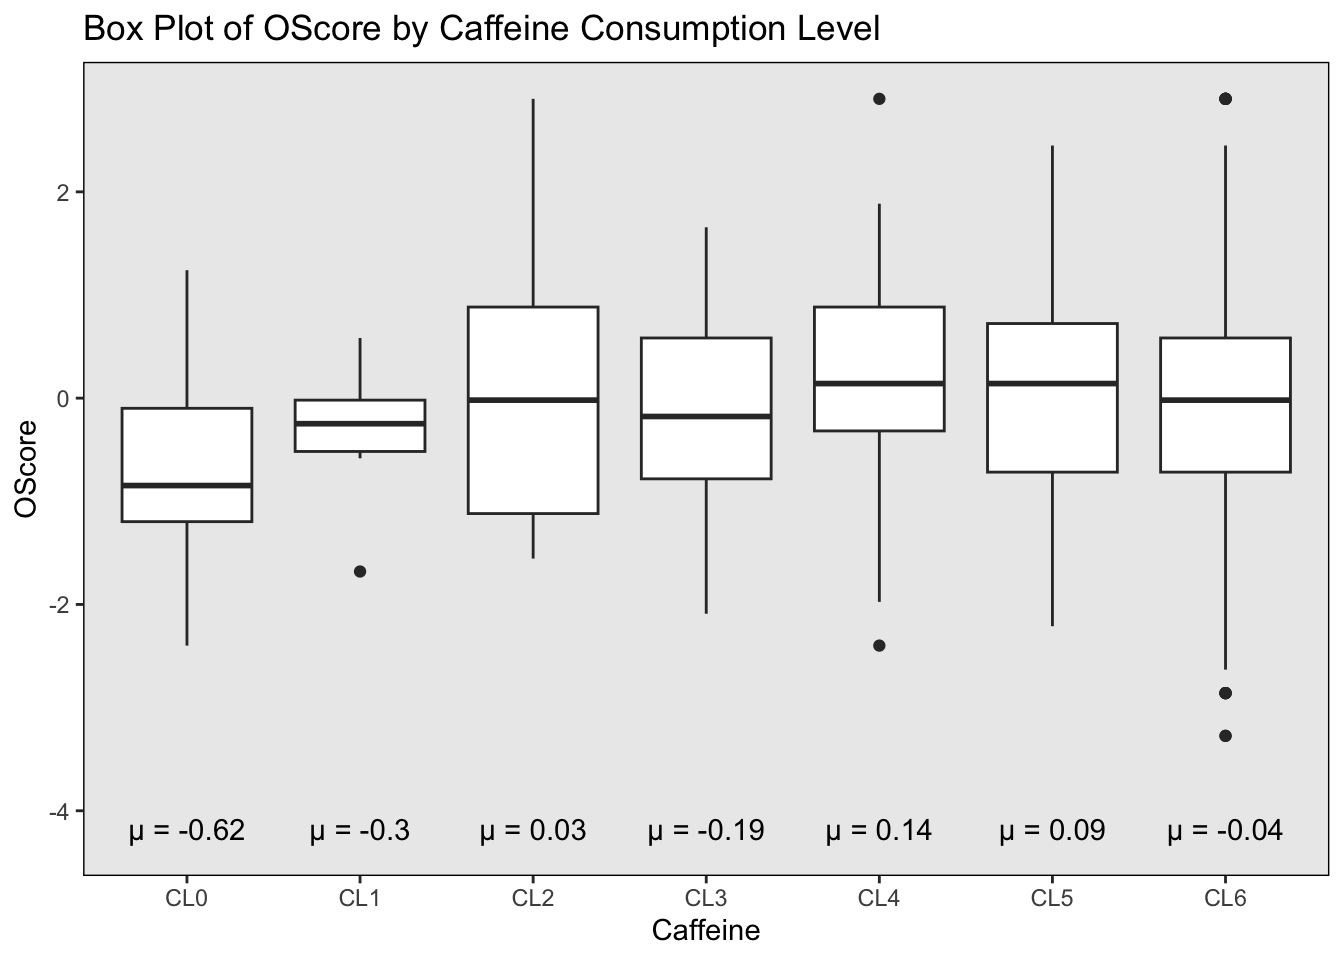 Box Plot of OScore by Caffeine Consumption Level
OScore
2
0
-2
-4
μ = -0.62 μ = -0.3 μ = 0.03 μ = -0.19 μ = 0.14 μ = 0.09 μ = -0.04
CL0 CL1 CL2 CL3 CL4 CL5 CL6
Caffeine